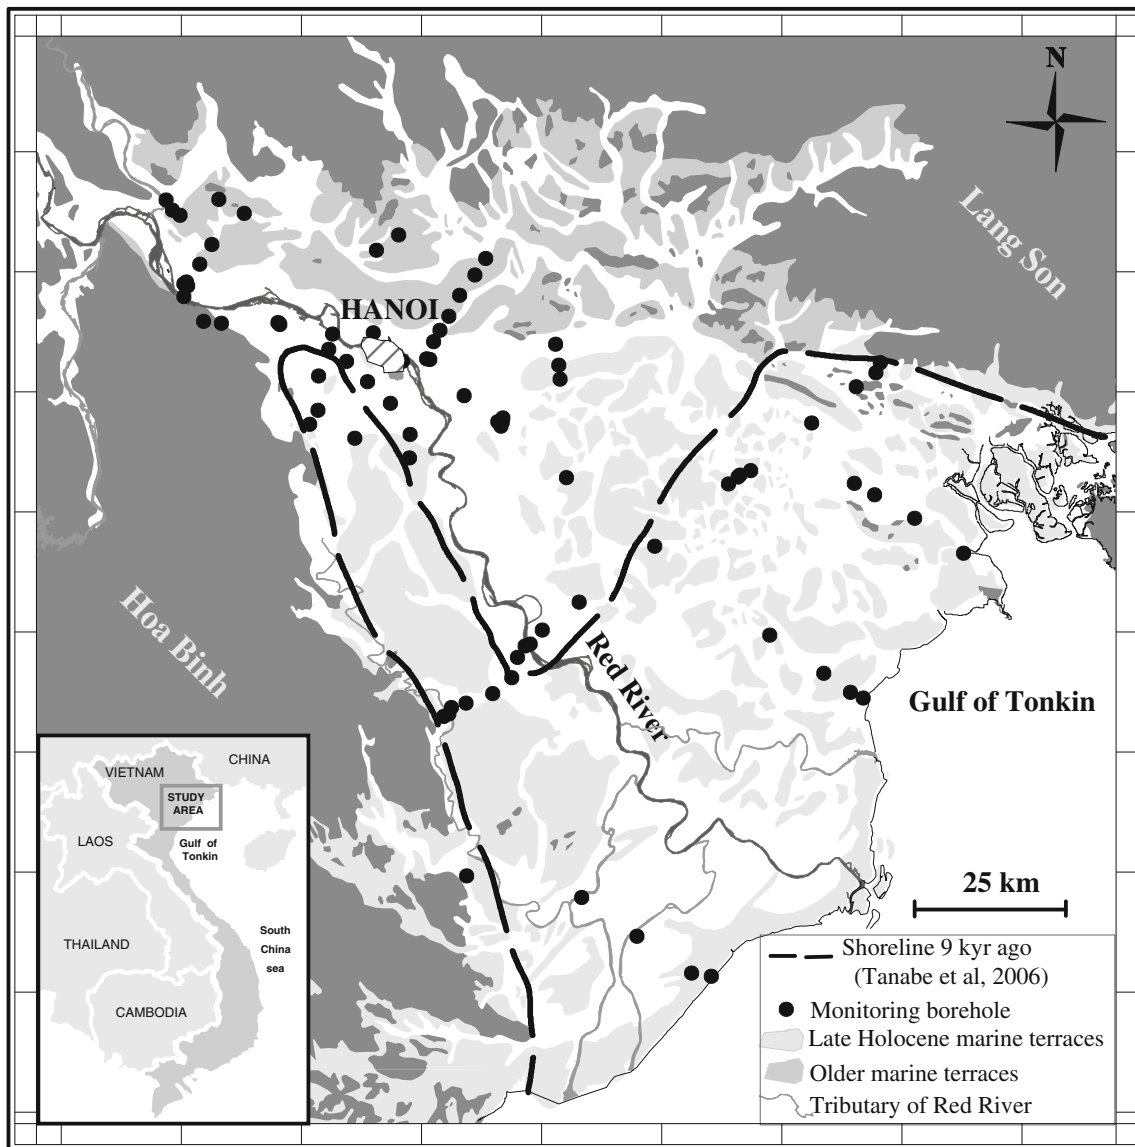 N
Lang Son
HANOI
Hoa Binh
Red River
Gulf of Tonkin
25 km
Shoreline 9 kyr ago
(Tanabe et al, 2006)
Monitoring borehole
Late Holocene marine terraces
Older marine terraces
Tributary of Red River
CHINA
VIETNAM
STUDY
AREA
LAOS
Gulf of
Tonkin
South
China
sea
THAILAND
CAMBODIA